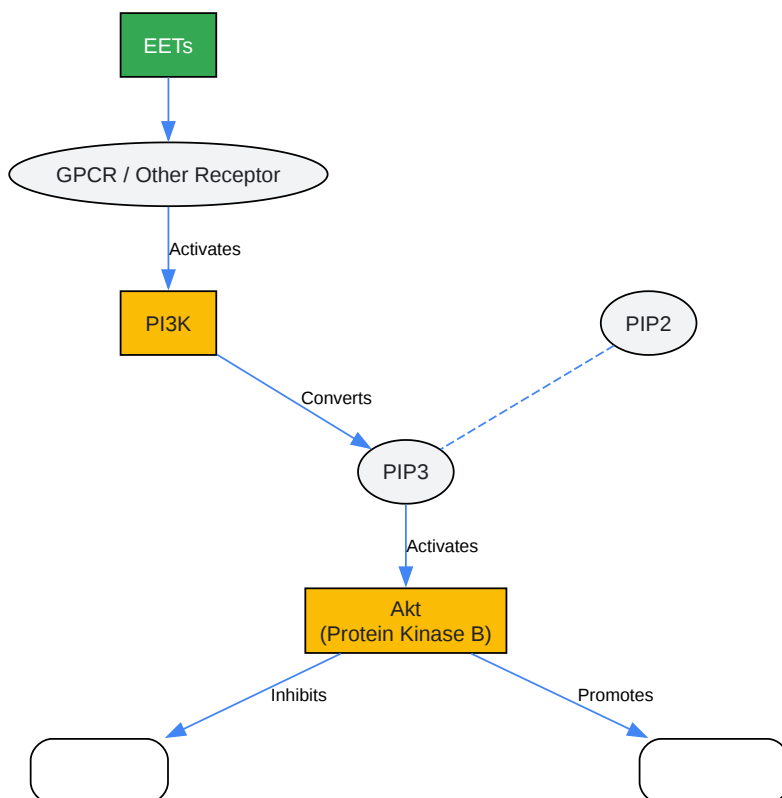 EETs
GPCR / Other Receptor
Activates
PI3K
PIP2
Converts
PIP3
Activates
Akt
(Protein Kinase B)
Inhibits
Promotes